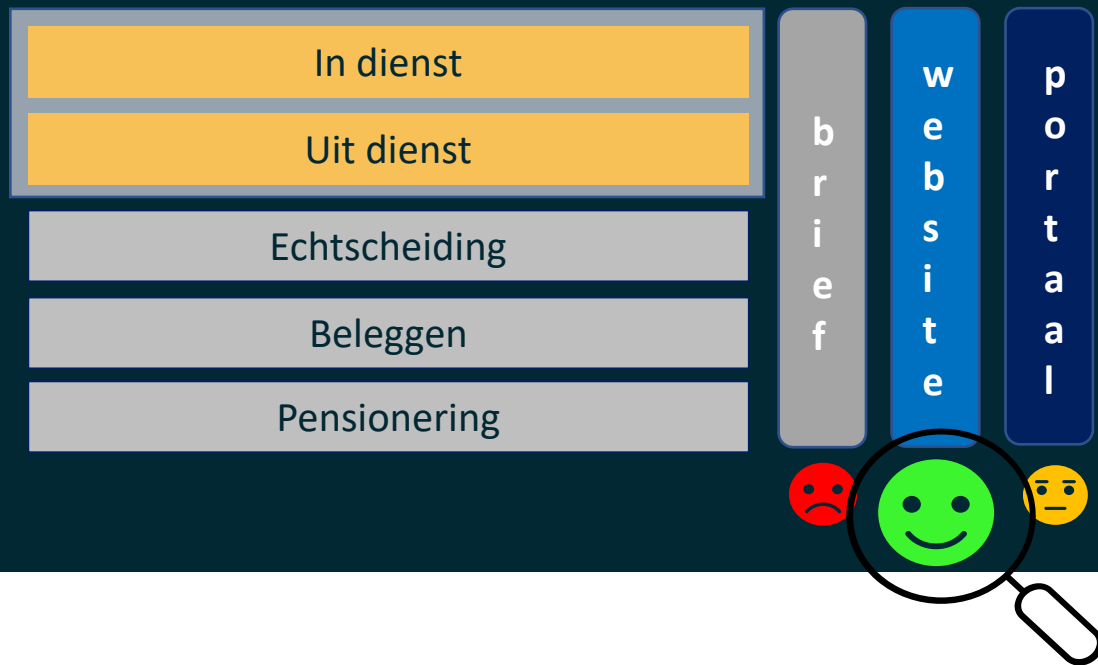 In dienst
Uit dienst
Echtscheiding
Beleggen
Pensionering
brief
website
portaal